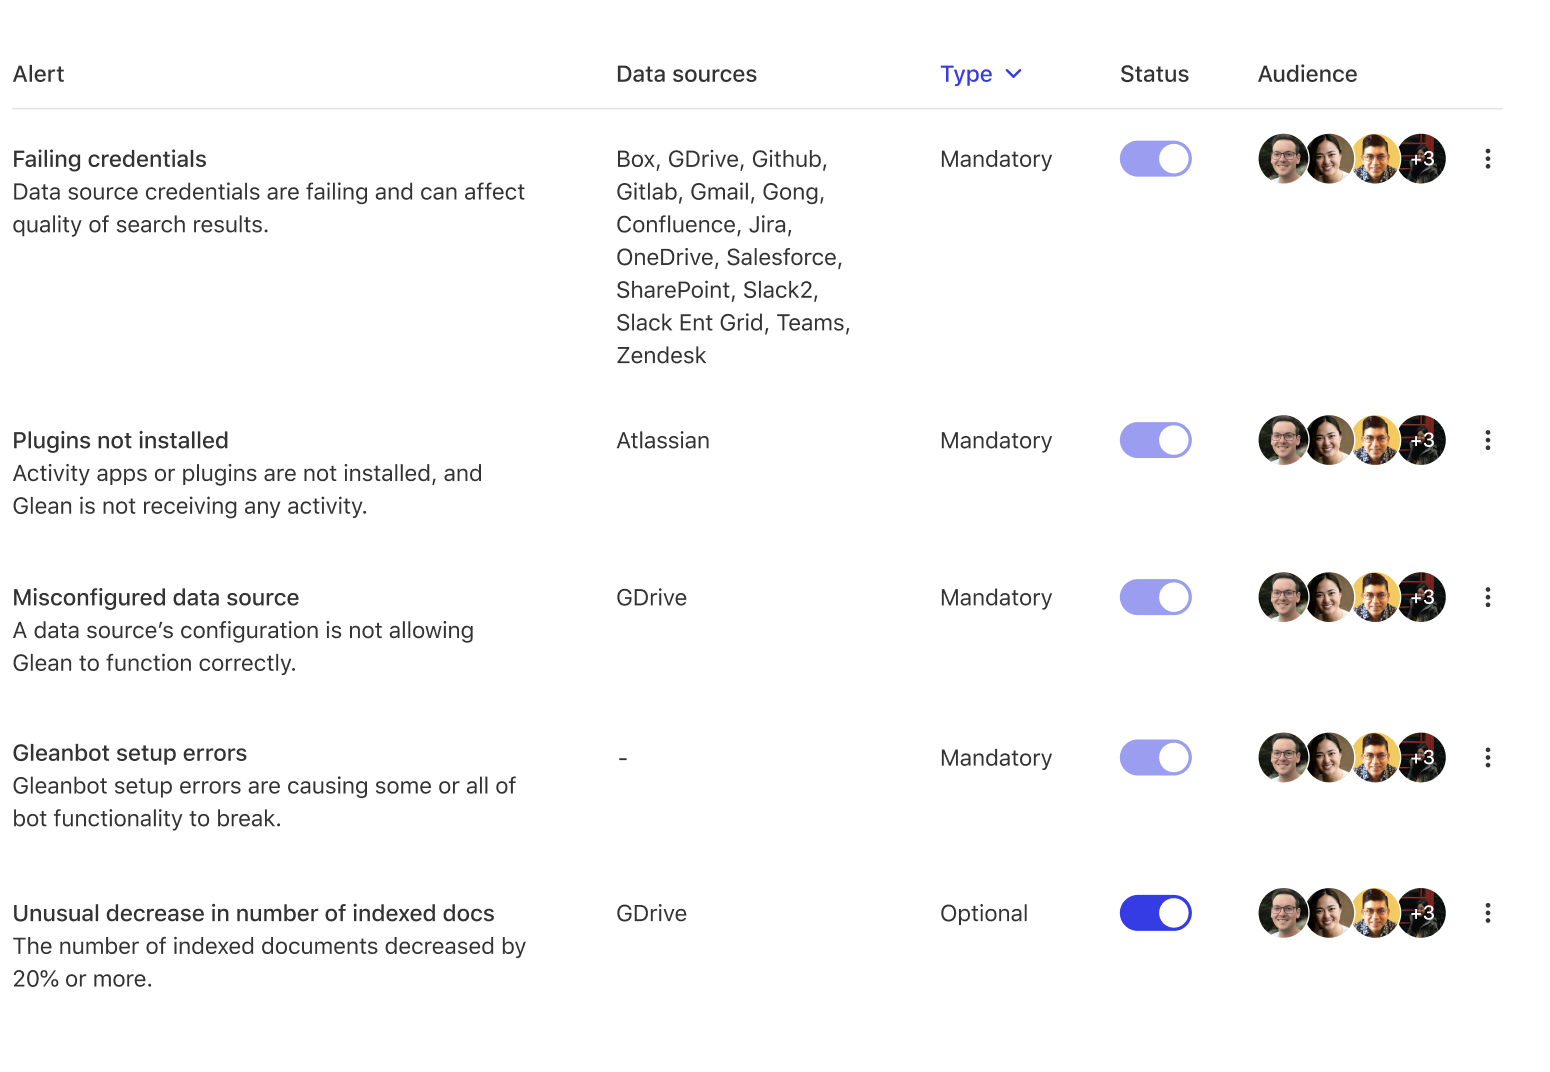 Alert Data sources Type Status Audience
Failing credentials
Data source credentials are failing and can affect
quality of search results.
Box, GDrive, Github,
Gitlab, Gmail, Gong,
Confluence, Jira,
OneDrive, Salesforce,
SharePoint, Slack2,
Slack Ent Grid, Teams,
Zendesk
Mandatory
+3
Plugins not installed
Activity apps or plugins are not installed, and
Glean is not receiving any activity.
Atlassian
Mandatory
+3
Misconfigured data source
A data source’s configuration is not allowing
Glean to function correctly.
GDrive
Mandatory
+3
Gleanbot setup errors
Gleanbot setup errors are causing some or all of
bot functionality to break.
-
Mandatory
+3
Unusual decrease in number of indexed docs
The number of indexed documents decreased by
20% or more.
GDrive
Optional
+3